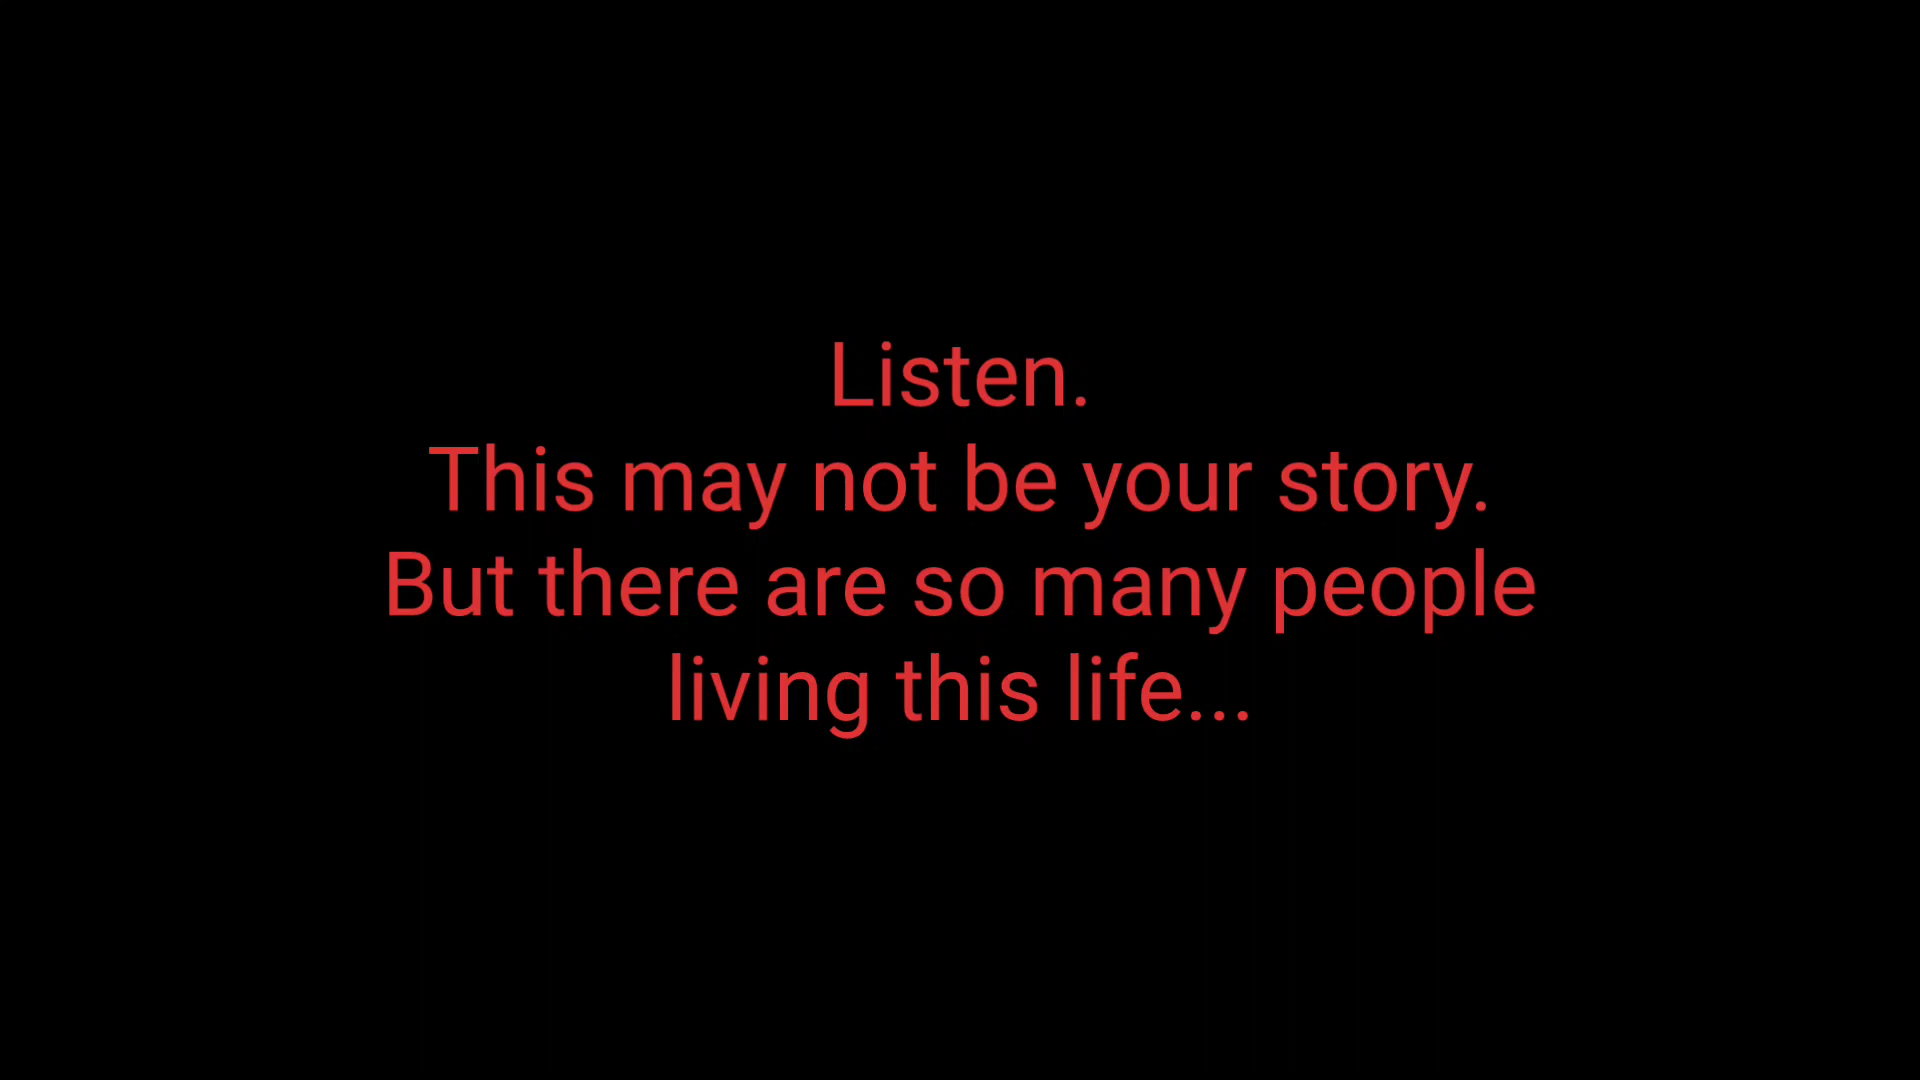 Listen.
This may not be your story.
But there are so many people
living this life...